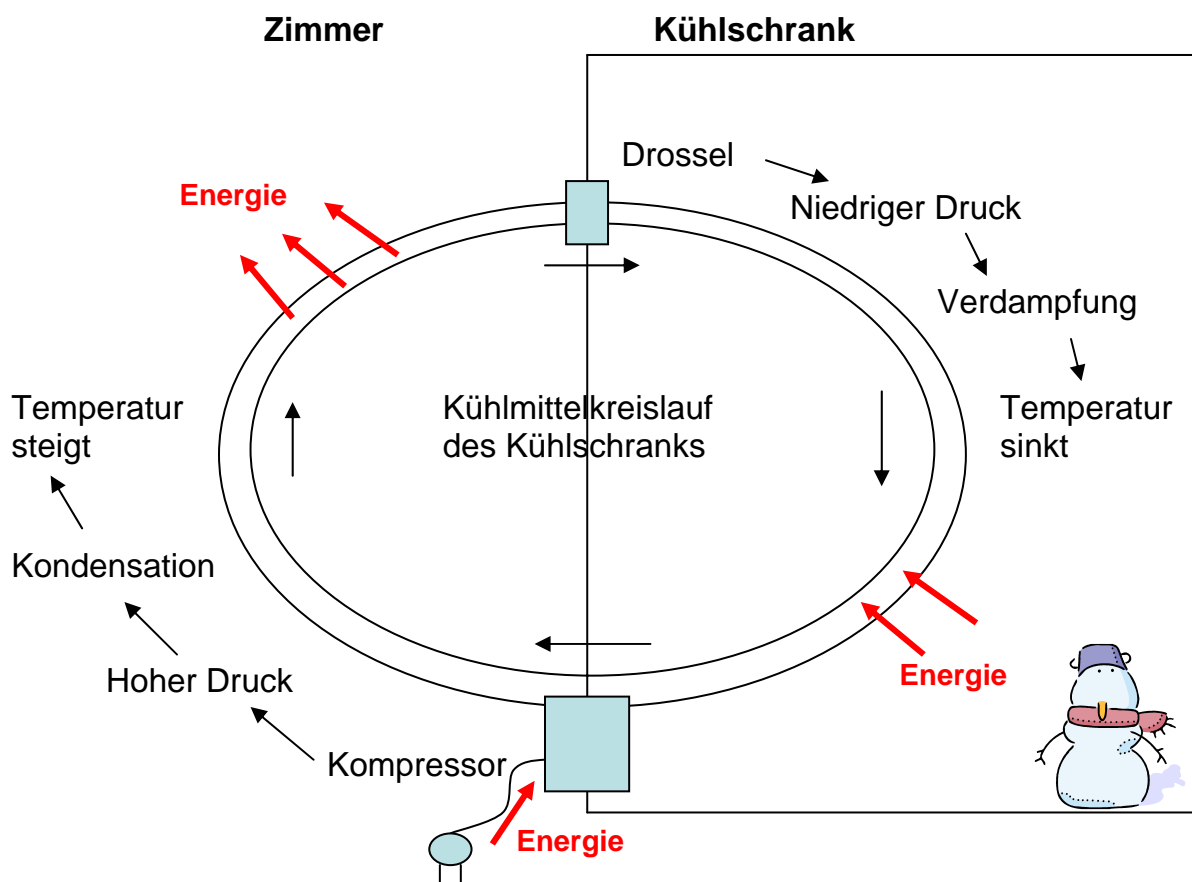 Zimmer
Kühlschrank
Drossel
Energie
Niedriger Druck
Verdampfung
Temperatur
steigt
Kühlmittelkreislauf
des Kühlschranks
Temperatur
sinkt
Kondensation
Hoher Druck
Energie
Kompressor
Energie